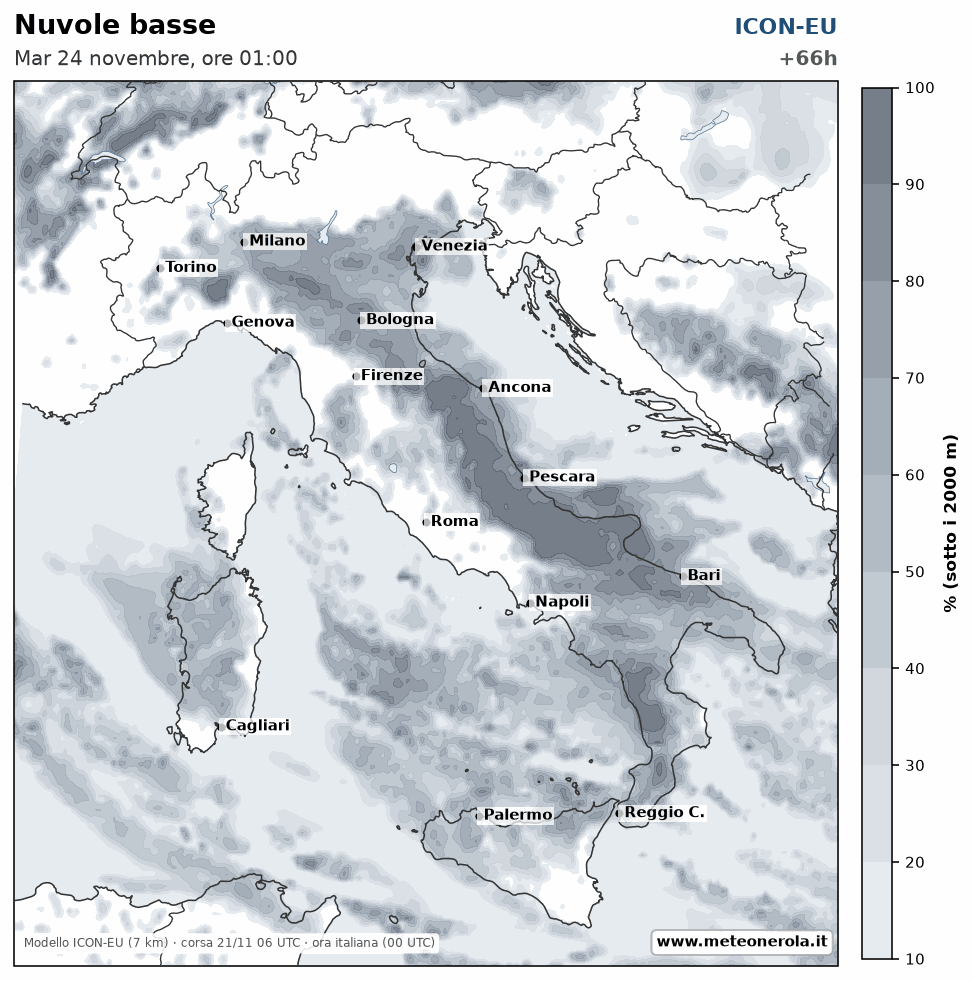 Nuvole basse
ICON-EU
Mar 24 novembre, ore 01:00
+66h
Milano
Venezia
Torino
Genova
Bologna
Firenze
Ancona
Pescara
Roma
Bari
Napoli
Cagliari
Palermo
Reggio C.
100
90
80
70
60
50
40
30
20
10
% (sotto i 2000 m)
Modello ICON-EU (7 km) · corsa 21/11 06 UTC · ora italiana (00 UTC)
www.meteonerola.it